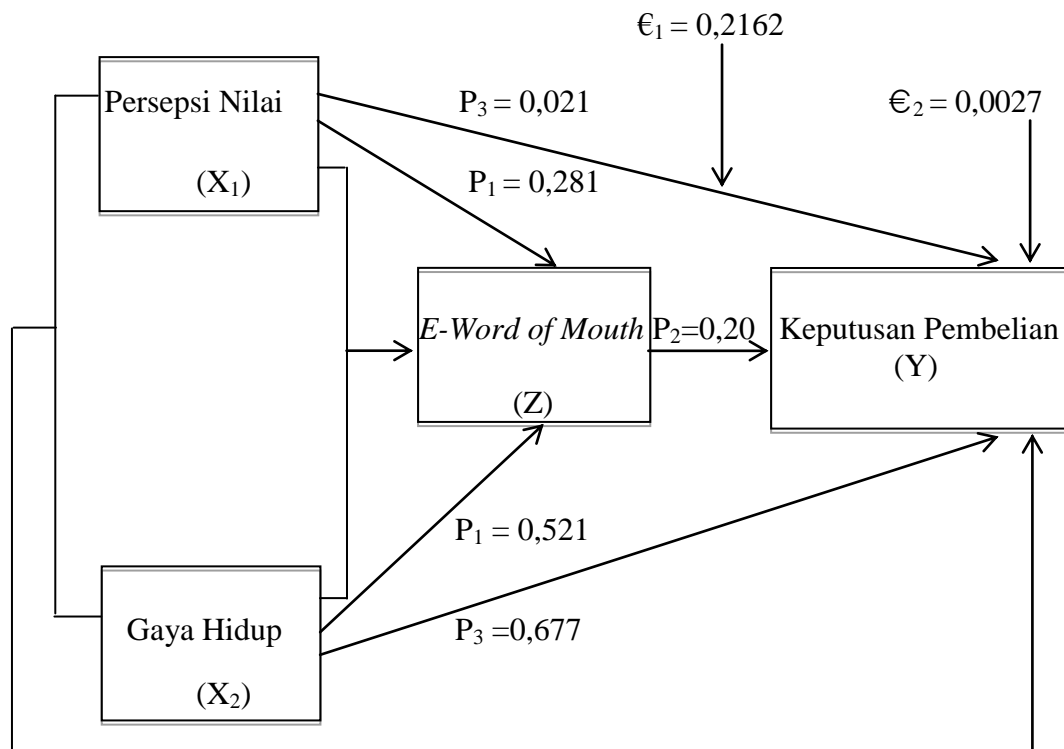 €₁ = 0,2162
Persepsi Nilai
(X₁)
P₃ = 0,021
€₂ = 0,0027
P₁ = 0,281
E-Word of Mouth
(Z)
P₂=0,20
Keputusan Pembelian
(Y)
P₁ = 0,521
Gaya Hidup
(X₂)
P₃ =0,677